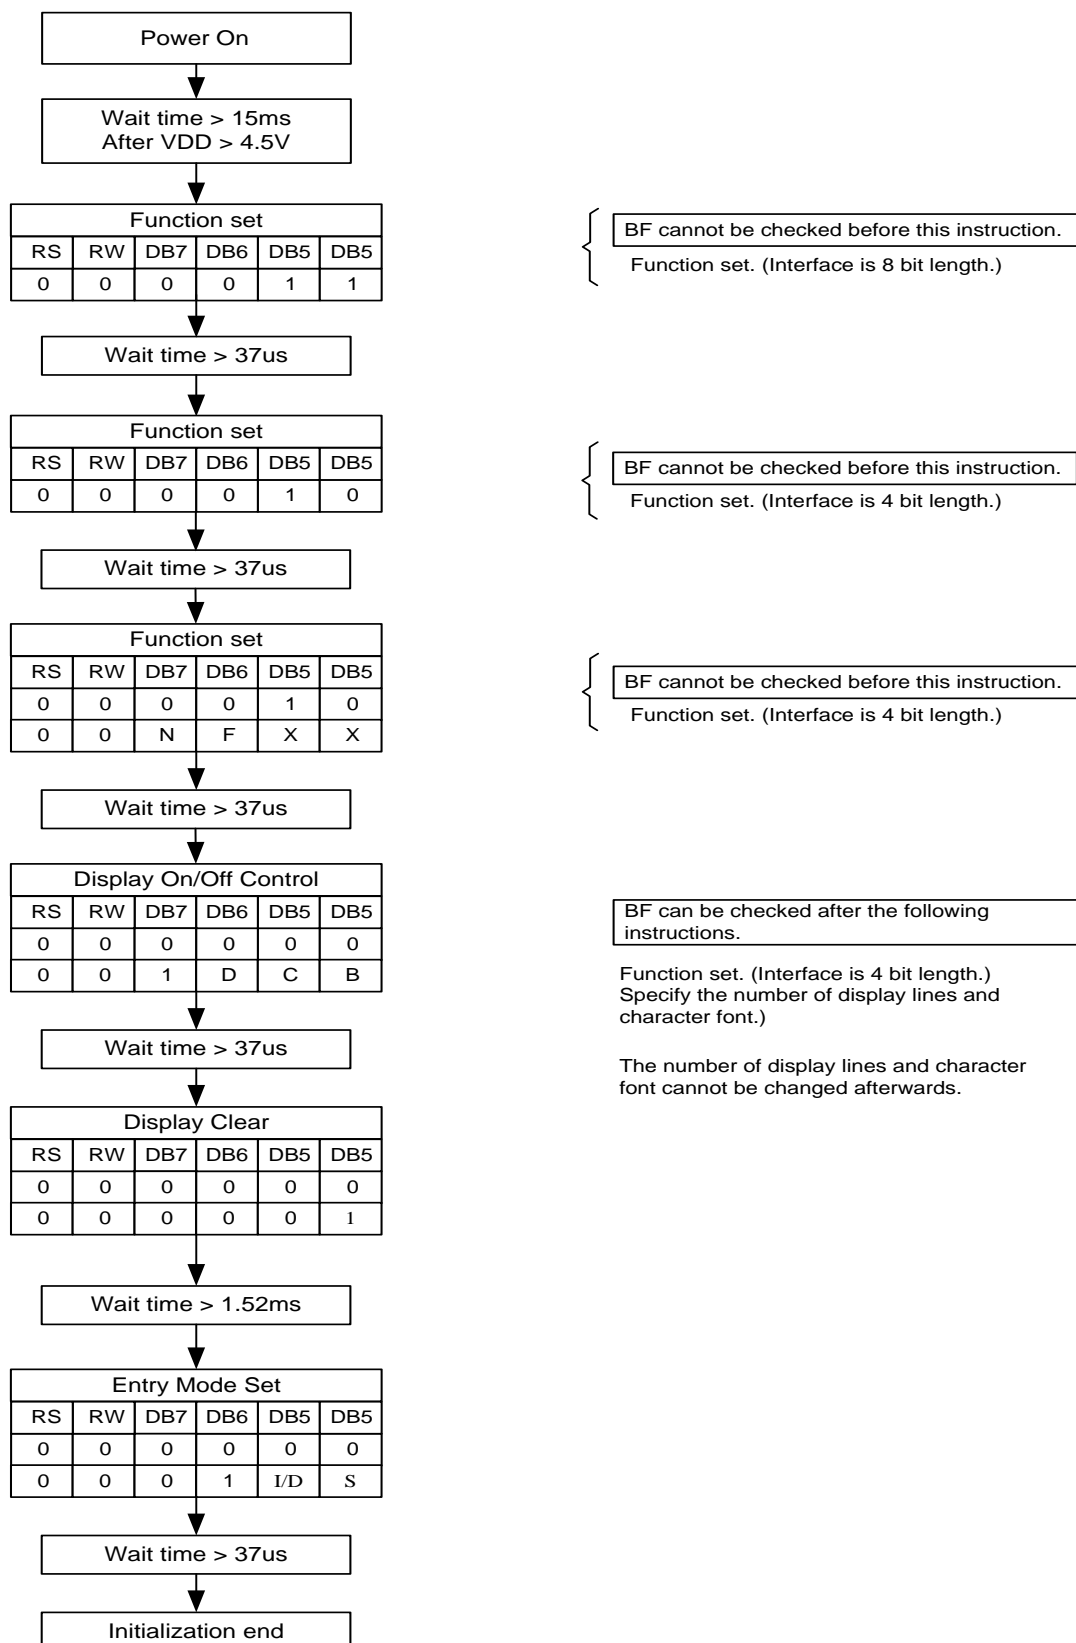 Power On
Wait time > 15ms
After VDD > 4.5V
Function set
RS RW DB7 DB6 DB5 DB5
0 0 0 0 1 1
BF cannot be checked before this instruction.
Function set. (Interface is 8 bit length.)
Wait time > 37us
Function set
RS RW DB7 DB6 DB5 DB5
0 0 0 0 1 0
BF cannot be checked before this instruction.
Function set. (Interface is 4 bit length.)
Wait time > 37us
Function set
RS RW DB7 DB6 DB5 DB5
0 0 0 0 1 0
0 0 N F X X
BF cannot be checked before this instruction.
Function set. (Interface is 4 bit length.)
Wait time > 37us
Display On/Off Control
RS RW DB7 DB6 DB5 DB5
0 0 0 0 0 0
0 0 1 D C B
BF can be checked after the following
instructions.
Function set. (Interface is 4 bit length.)
Specify the number of display lines and
character font.)
The number of display lines and character
font cannot be changed afterwards.
Wait time > 37us
Display Clear
RS RW DB7 DB6 DB5 DB5
0 0 0 0 0 0
0 0 0 0 0 1
Wait time > 1.52ms
Entry Mode Set
RS RW DB7 DB6 DB5 DB5
0 0 0 0 0 0
0 0 0 1 I/D S
Wait time > 37us
Initialization end